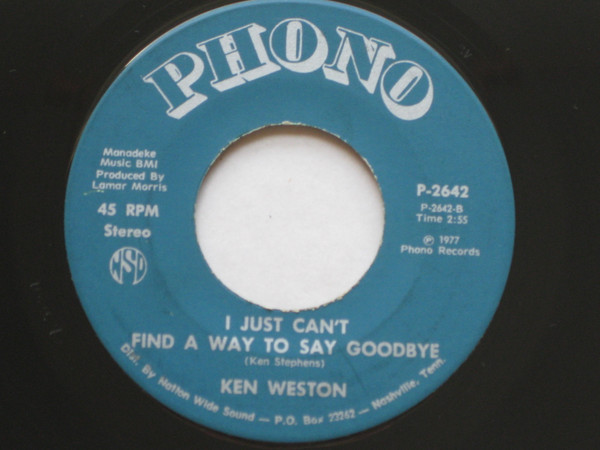 PHONO
Manadeke
Music BMI
Produced By
Lamar Morris
45 RPM
Stereo
NSD
P-2642
P-2642-B
Time 2:55
℗ 1977
Phono Records
I JUST CAN'T
FIND A WAY TO SAY GOODBYE
(Ken Stephens)
KEN WESTON
Dist. By Nation Wide Sound — P.O. Box 23262 — Nashville, Tenn.